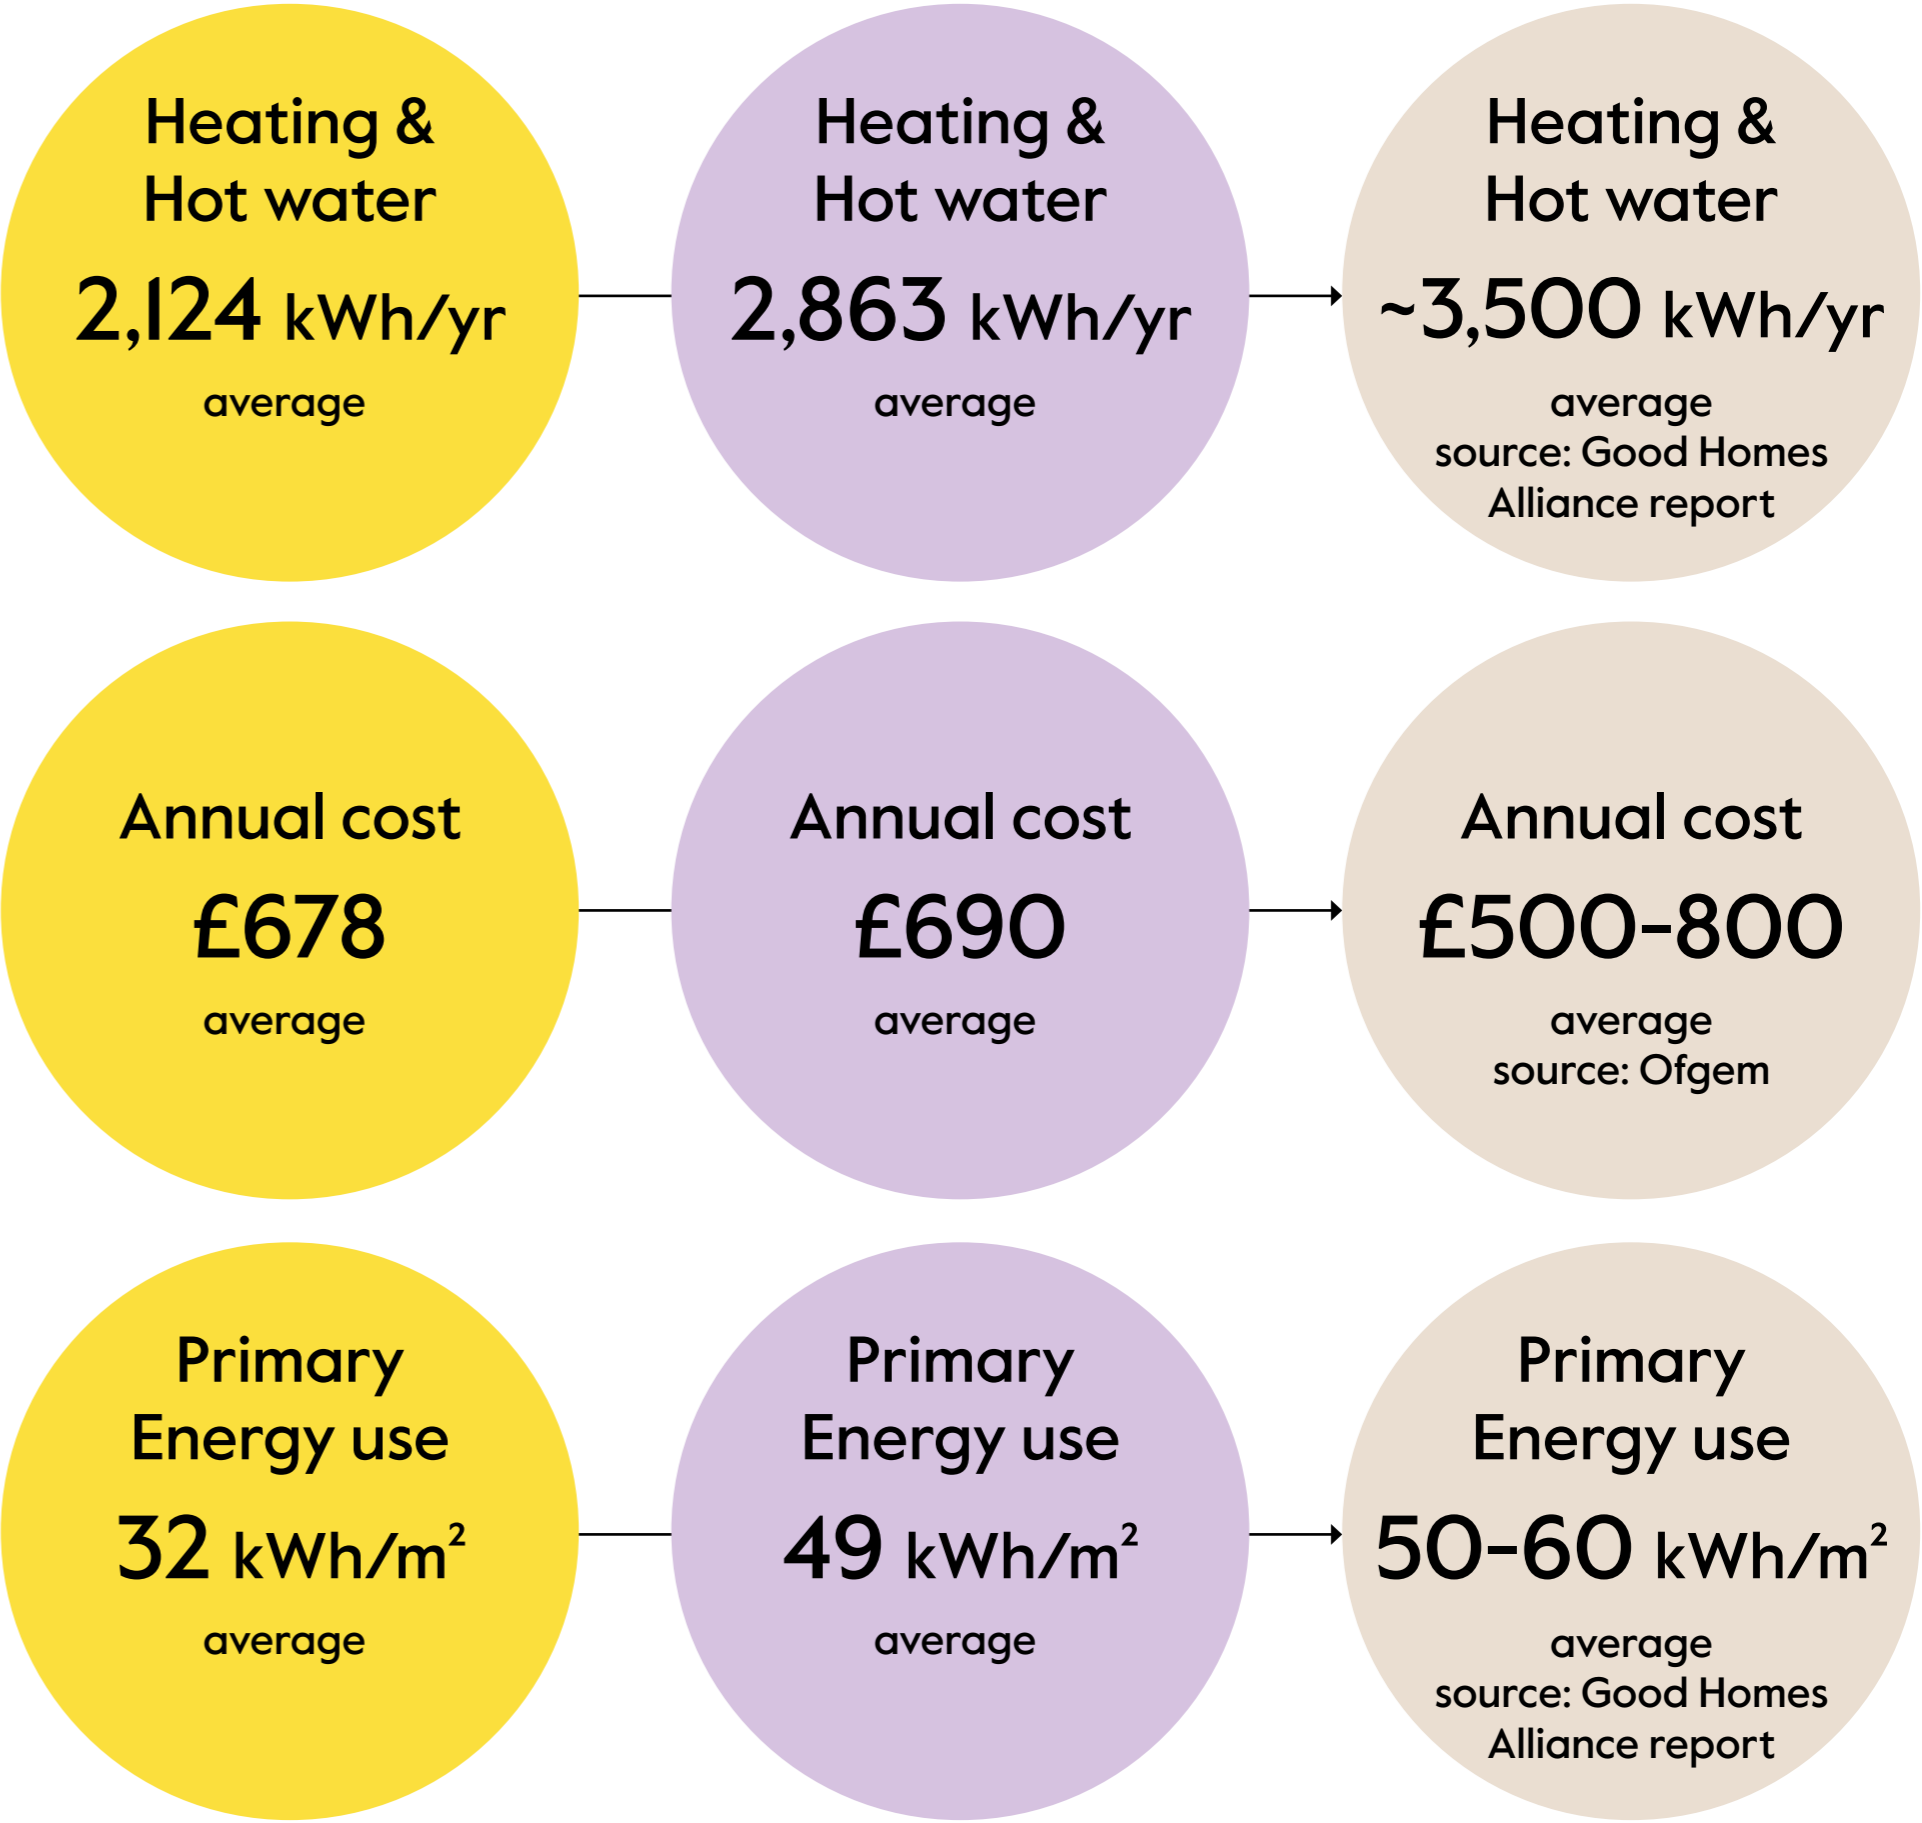 Heating &
Hot water
2,124 kWh/yr
average
Heating &
Hot water
2,863 kWh/yr
average
Heating &
Hot water
~3,500 kWh/yr
average
source: Good Homes
Alliance report
Annual cost
£678
average
Annual cost
£690
average
Annual cost
£500-800
average
source: Ofgem
Primary
Energy use
32 kWh/m²
average
Primary
Energy use
49 kWh/m²
average
Primary
Energy use
50-60 kWh/m²
average
source: Good Homes
Alliance report